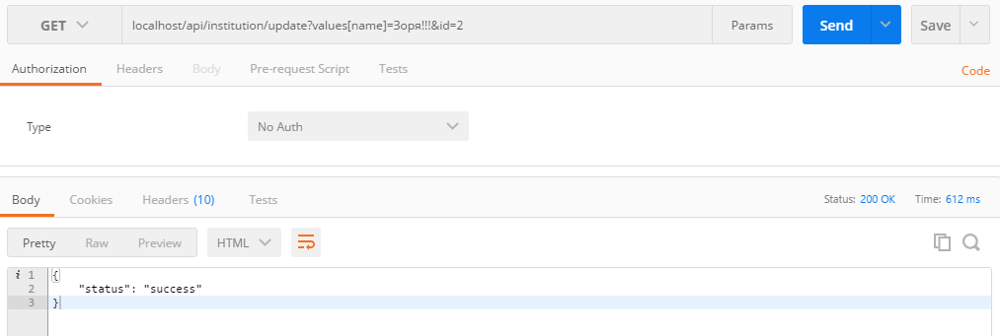 GET localhost/api/institution/update?values[name]=Зоря!!!&id=2 Params Send Save
Authorization Headers Body Pre-request Script Tests Code
Type No Auth
Body Cookies Headers (10) Tests Status: 200 OK Time: 612 ms
Pretty Raw Preview HTML
i 1 {
2 "status": "success"
3 }